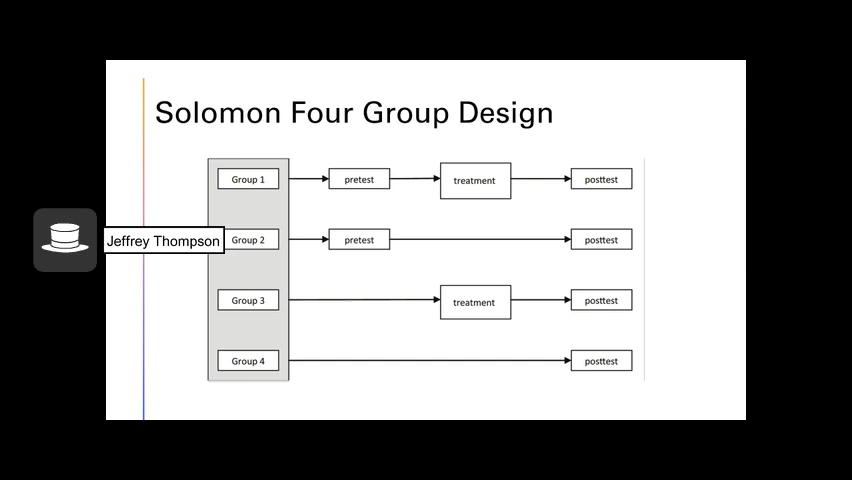 Solomon Four Group Design
Group 1 pretest treatment posttest
Jeffrey Thompson
Group 2 pretest posttest
Group 3 treatment posttest
Group 4 posttest